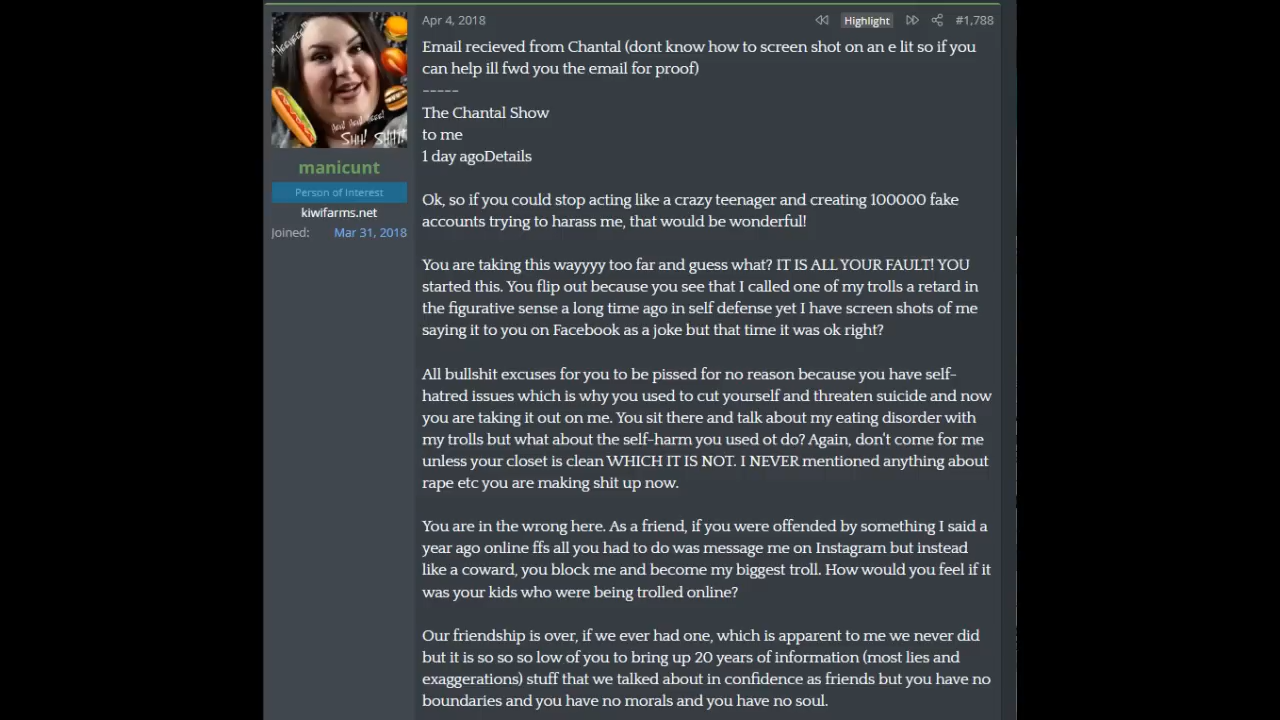 Apr 4, 2018
Highlight
#1,788
SHH! SHH!
manicunt
Person of Interest
kiwifarms.net
Joined: Mar 31, 2018
Email recieved from Chantal (dont know how to screen shot on an e lit so if you
can help ill fwd you the email for proof)
-----
The Chantal Show
to me
1 day agoDetails
Ok, so if you could stop acting like a crazy teenager and creating 100000 fake
accounts trying to harass me, that would be wonderful!
You are taking this wayyyy too far and guess what? IT IS ALL YOUR FAULT! YOU
started this. You flip out because you see that I called one of my trolls a retard in
the figurative sense a long time ago in self defense yet I have screen shots of me
saying it to you on Facebook as a joke but that time it was ok right?
All bullshit excuses for you to be pissed for no reason because you have self-
hatred issues which is why you used to cut yourself and threaten suicide and now
you are taking it out on me. You sit there and talk about my eating disorder with
my trolls but what about the self-harm you used ot do? Again, don't come for me
unless your closet is clean WHICH IT IS NOT. I NEVER mentioned anything about
rape etc you are making shit up now.
You are in the wrong here. As a friend, if you were offended by something I said a
year ago online ffs all you had to do was message me on Instagram but instead
like a coward, you block me and become my biggest troll. How would you feel if it
was your kids who were being trolled online?
Our friendship is over, if we ever had one, which is apparent to me we never did
but it is so so so low of you to bring up 20 years of information (most lies and
exaggerations) stuff that we talked about in confidence as friends but you have no
boundaries and you have no morals and you have no soul.